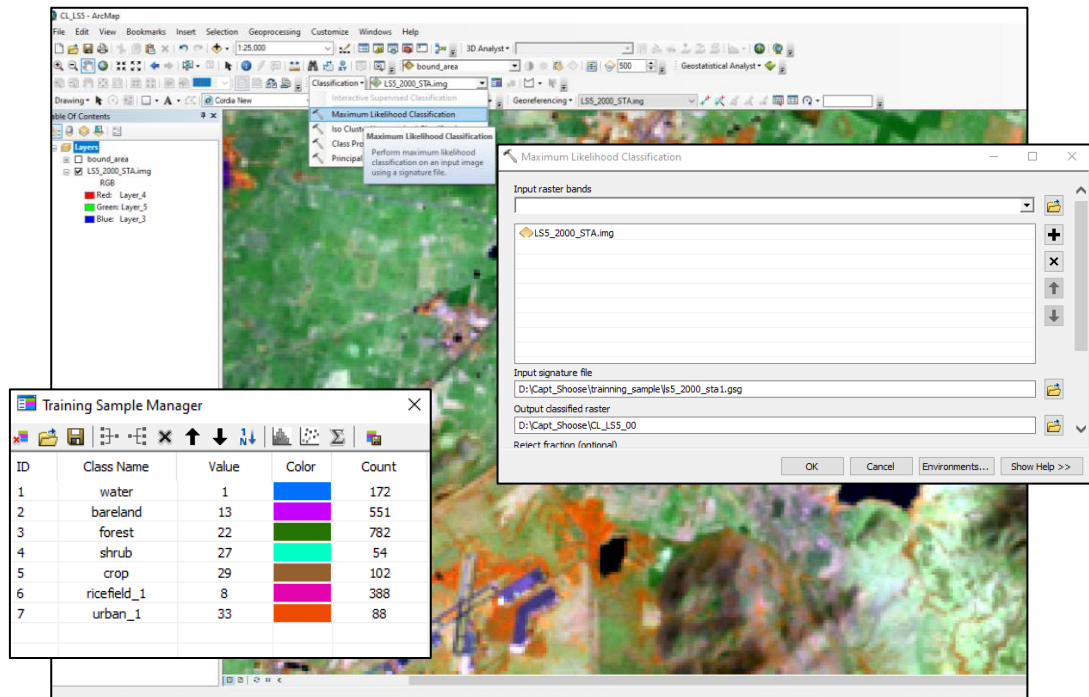 CL_LS5 - ArcMap
File Edit View Bookmarks Insert Selection Geoprocessing Customize Windows Help
1:25,000
3D Analyst
bound_area
500
Geostatistical Analyst
Classification
LS5_2000_STA.img
Drawing
A
Cordia New
Interactive Supervised Classification
Georeferencing
LS5_2000_STA.img
Maximum Likelihood Classification
Iso Cluster
Class Pro
Principal
Maximum Likelihood Classification
Perform maximum likelihood
classification on an input image
using a signature file.
able Of Contents
Layers
bound_area
LS5_2000_STA.img
RGB
Red: Layer_4
Green: Layer_5
Blue: Layer_3
Maximum Likelihood Classification
Input raster bands
LS5_2000_STA.img
Input signature file
D:\Capt_Shoose\trainning_sample\ls5_2000_sta1.gsg
Output classified raster
D:\Capt_Shoose\CL_LS5_00
Reject fraction (optional)
OK Cancel Environments... Show Help >>
Training Sample Manager
ID Class Name Value Color Count
1 water 1 172
2 bareland 13 551
3 forest 22 782
4 shrub 27 54
5 crop 29 102
6 ricefield_1 8 388
7 urban_1 33 88